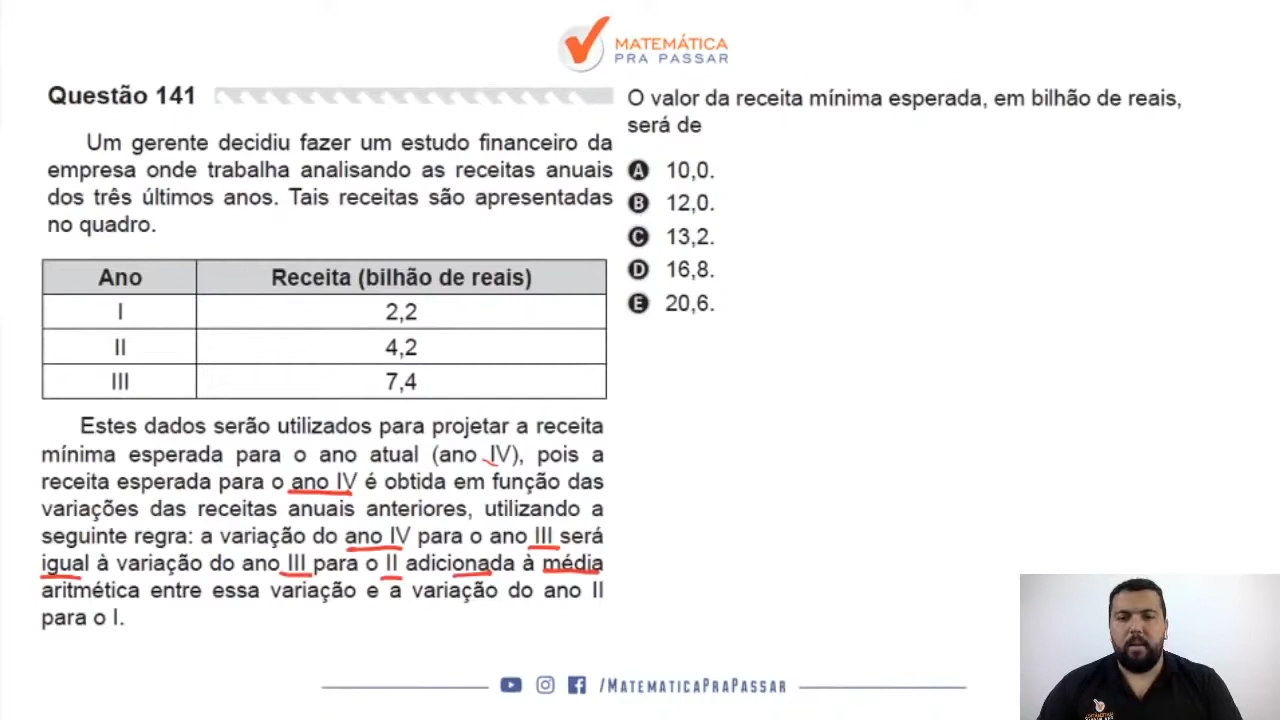 MATEMÁTICA
PRA PASSAR
Questão 141
Um gerente decidiu fazer um estudo financeiro da
empresa onde trabalha analisando as receitas anuais
dos três últimos anos. Tais receitas são apresentadas
no quadro.
Ano Receita (bilhão de reais)
I 2,2
II 4,2
III 7,4
Estes dados serão utilizados para projetar a receita
mínima esperada para o ano atual (ano IV), pois a
receita esperada para o ano IV é obtida em função das
variações das receitas anuais anteriores, utilizando a
seguinte regra: a variação do ano IV para o ano III será
igual à variação do ano III para o II adicionada à média
aritmética entre essa variação e a variação do ano II
para o I.
O valor da receita mínima esperada, em bilhão de reais,
será de
A 10,0.
B 12,0.
C 13,2.
D 16,8.
E 20,6.
/MATEMATICAPRAPASSAR